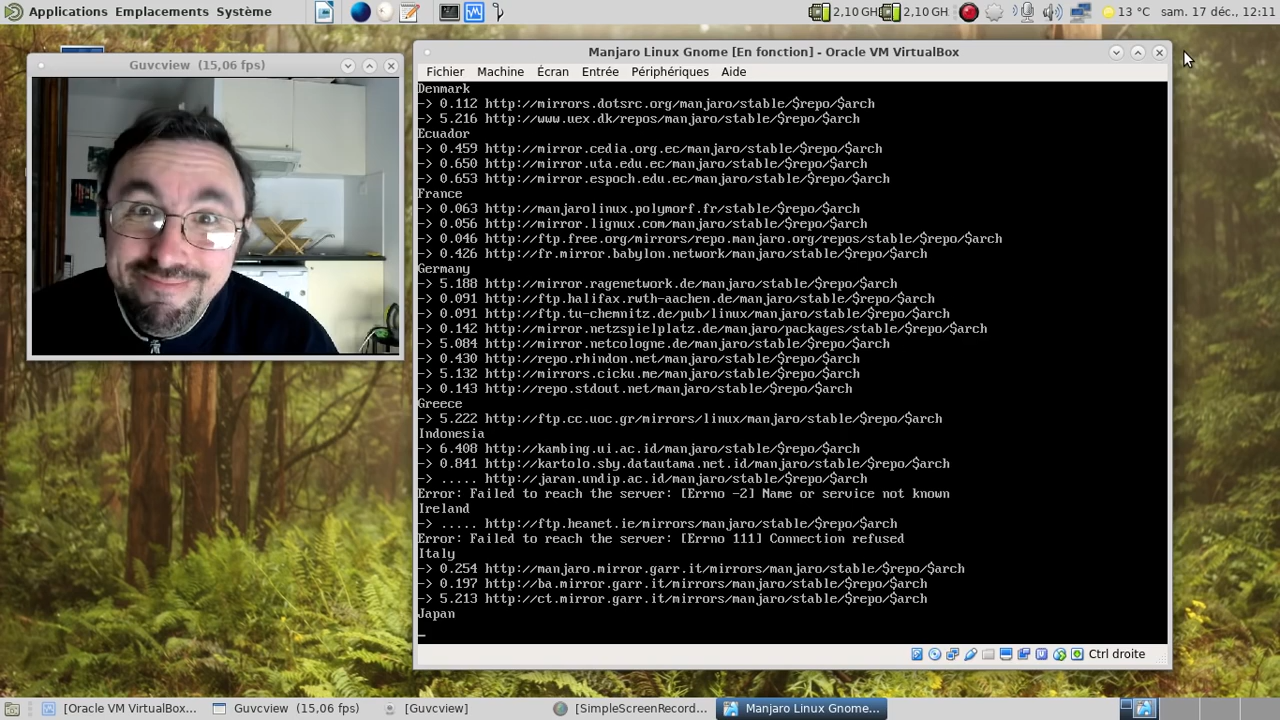 Applications Emplacements Système
2,10 GH 2,10 GH 13 °C sam. 17 déc., 12:11
Guvcview (15,06 fps)
Manjaro Linux Gnome [En fonction] - Oracle VM VirtualBox
Fichier Machine Écran Entrée Périphériques Aide
Denmark
-> 0.112 http://mirrors.dotsrc.org/manjaro/stable/$repo/$arch
-> 5.216 http://www.uex.dk/repos/manjaro/stable/$repo/$arch
Ecuador
-> 0.459 http://mirror.cedia.org.ec/manjaro/stable/$repo/$arch
-> 0.650 http://mirror.uta.edu.ec/manjaro/stable/$repo/$arch
-> 0.653 http://mirror.espoch.edu.ec/manjaro/stable/$repo/$arch
France
-> 0.063 http://manjarolinux.polymorf.fr/stable/$repo/$arch
-> 0.056 http://mirror.lignux.com/manjaro/stable/$repo/$arch
-> 0.046 http://ftp.free.org/mirrors/repo.manjaro.org/repos/stable/$repo/$arch
-> 0.426 http://fr.mirror.babylon.network/manjaro/stable/$repo/$arch
Germany
-> 5.188 http://mirror.ragenetwork.de/manjaro/stable/$repo/$arch
-> 0.091 http://ftp.halifax.rwth-aachen.de/manjaro/stable/$repo/$arch
-> 0.091 http://ftp.tu-chemnitz.de/pub/linux/manjaro/stable/$repo/$arch
-> 0.142 http://mirror.netzspielplatz.de/manjaro/packages/stable/$repo/$arch
-> 5.084 http://mirror.netcologne.de/manjaro/stable/$repo/$arch
-> 0.430 http://repo.rhindon.net/manjaro/stable/$repo/$arch
-> 5.132 http://mirrors.cicku.me/manjaro/stable/$repo/$arch
-> 0.143 http://repo.stdout.net/manjaro/stable/$repo/$arch
Greece
-> 5.222 http://ftp.cc.uoc.gr/mirrors/linux/manjaro/stable/$repo/$arch
Indonesia
-> 6.408 http://kambing.ui.ac.id/manjaro/stable/$repo/$arch
-> 0.841 http://kartolo.sby.datautama.net.id/manjaro/stable/$repo/$arch
-> ..... http://jaran.undip.ac.id/manjaro/stable/$repo/$arch
Error: Failed to reach the server: [Errno -2] Name or service not known
Ireland
-> ..... http://ftp.heanet.ie/mirrors/manjaro/stable/$repo/$arch
Error: Failed to reach the server: [Errno 111] Connection refused
Italy
-> 0.254 http://manjaro.mirror.garr.it/mirrors/manjaro/stable/$repo/$arch
-> 0.197 http://ba.mirror.garr.it/mirrors/manjaro/stable/$repo/$arch
-> 5.213 http://ct.mirror.garr.it/mirrors/manjaro/stable/$repo/$arch
Japan
_
Ctrl droite
[Oracle VM VirtualBox... Guvcview (15,06 fps) [Guvcview] [SimpleScreenRecord... Manjaro Linux Gnome...